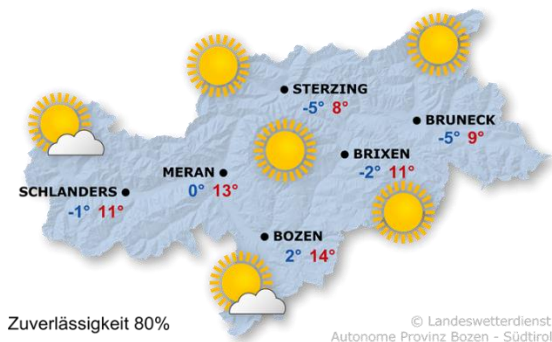 STERZING
-5° 8°
BRUNECK
-5° 9°
BRIXEN
-2° 11°
MERAN
0° 13°
SCHLANDERS
-1° 11°
BOZEN
2° 14°
Zuverlässigkeit 80%
© Landeswetterdienst
Autonome Provinz Bozen - Südtirol